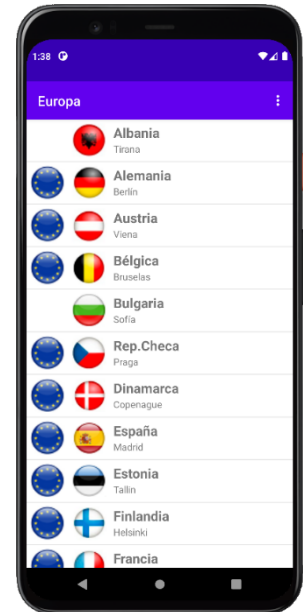 1:38
Europa
Albania
Tirana
Alemania
Berlín
Austria
Viena
Bélgica
Bruselas
Bulgaria
Sofía
Rep.Checa
Praga
Dinamarca
Copenague
España
Madrid
Estonia
Tallin
Finlandia
Helsinki
Francia